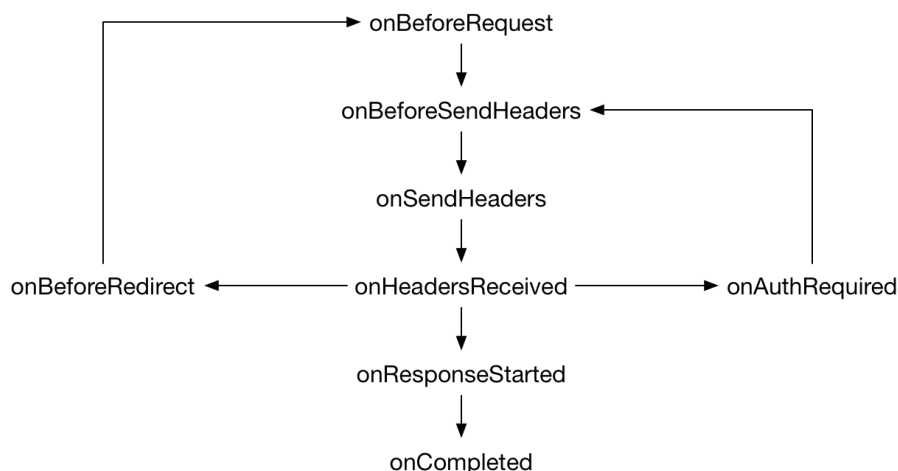 onBeforeRequest
onBeforeSendHeaders
onSendHeaders
onBeforeRedirect onHeadersReceived onAuthRequired
onResponseStarted
onCompleted